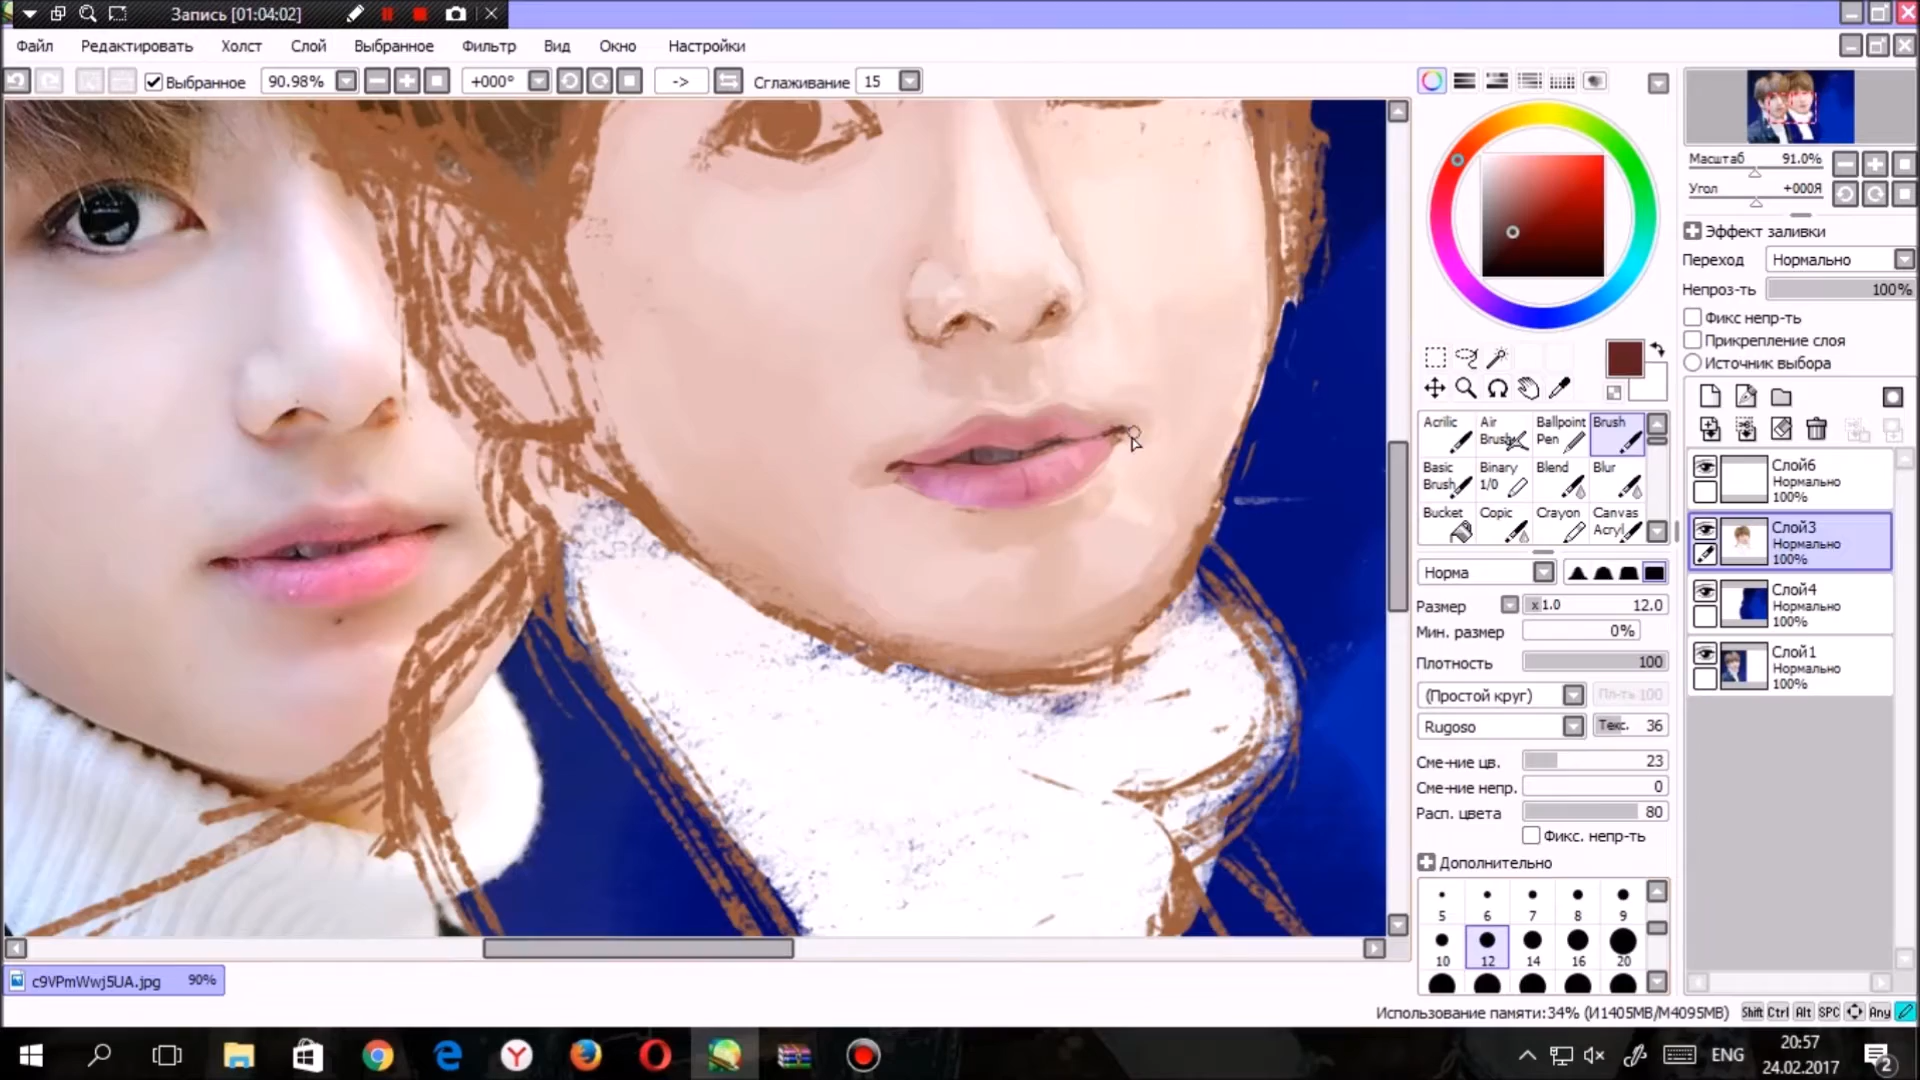 Запись [01:04:02]
Файл Редактировать Холст Слой Выбранное Фильтр Вид Окно Настройки
Выбранное 90.98% +000° -> Сглаживание 15
Масштаб 91.0%
Угол +000Я
Эффект заливки
Переход Нормально
Непроз-ть 100%
Фикс непр-ть
Прикрепление слоя
Источник выбора
Acrilic
Air Brush
Ballpoint Pen
Brush
Basic Brush
Binary 1/0
Blend
Blur
Bucket
Copic
Crayon
Canvas Acryl
Норма
Размер x1.0 12.0
Мин. размер 0%
Плотность 100
(Простой круг) Пл-ть 100
Rugoso Текс. 36
Сме-ние цв. 23
Сме-ние непр. 0
Расп. цвета 80
Фикс. непр-ть
Дополнительно
5 6 7 8 9
10 12 14 16 20
Слой6
Нормально
100%
Слой3
Нормально
100%
Слой4
Нормально
100%
Слой1
Нормально
100%
c9VPmWwj5UA.jpg 90%
Использование памяти:34% (И1405MB/М4095MB) Shift Ctrl Alt SPC Any
ENG
20:57
24.02.2017
2